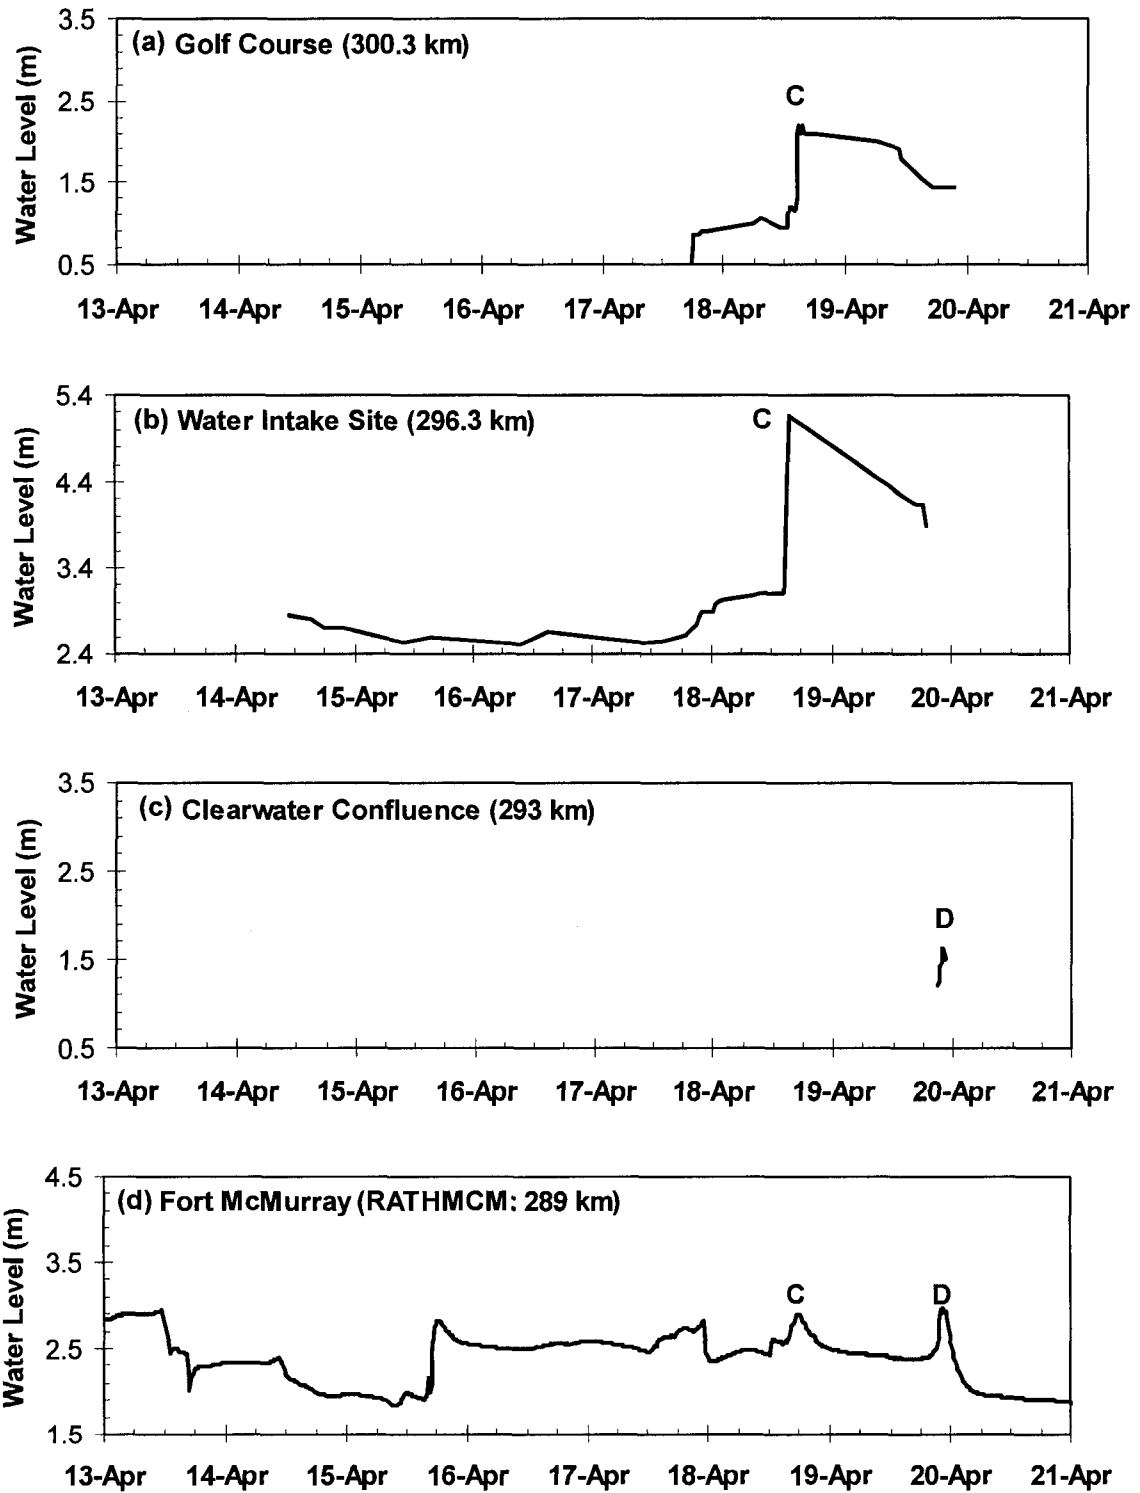 3.5
(a) Golf Course (300.3 km)
C
2.5
1.5
0.5
Water Level (m)
13-Apr 14-Apr 15-Apr 16-Apr 17-Apr 18-Apr 19-Apr 20-Apr 21-Apr
5.4
(b) Water Intake Site (296.3 km)
C
4.4
3.4
2.4
Water Level (m)
13-Apr 14-Apr 15-Apr 16-Apr 17-Apr 18-Apr 19-Apr 20-Apr 21-Apr
3.5
(c) Clearwater Confluence (293 km)
2.5
D
1.5
0.5
Water Level (m)
13-Apr 14-Apr 15-Apr 16-Apr 17-Apr 18-Apr 19-Apr 20-Apr 21-Apr
4.5
(d) Fort McMurray (RATHMCM: 289 km)
3.5
C D
2.5
1.5
Water Level (m)
13-Apr 14-Apr 15-Apr 16-Apr 17-Apr 18-Apr 19-Apr 20-Apr 21-Apr